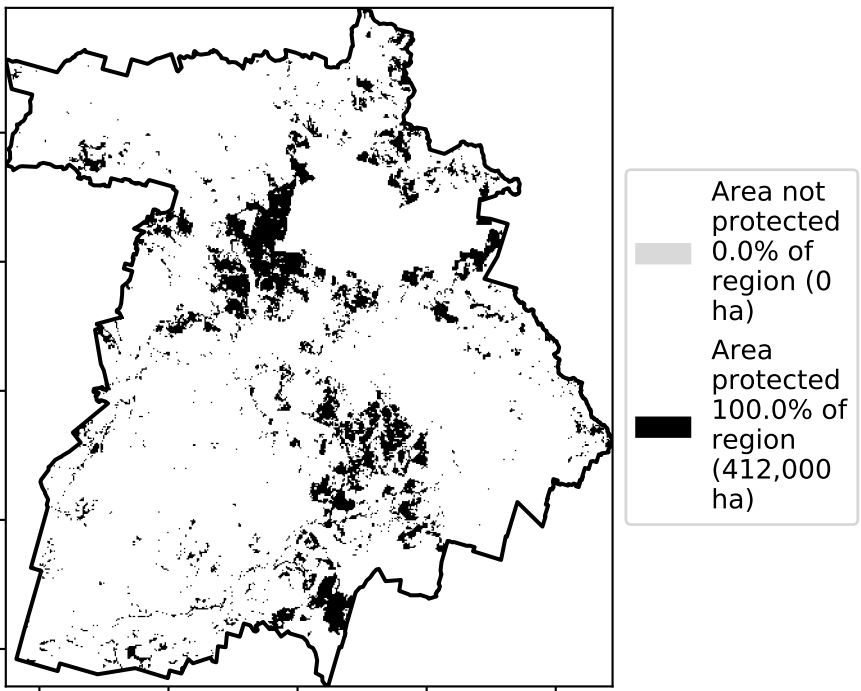 Area not
protected
0.0% of
region (0
ha)
Area
protected
100.0% of
region
(412,000
ha)